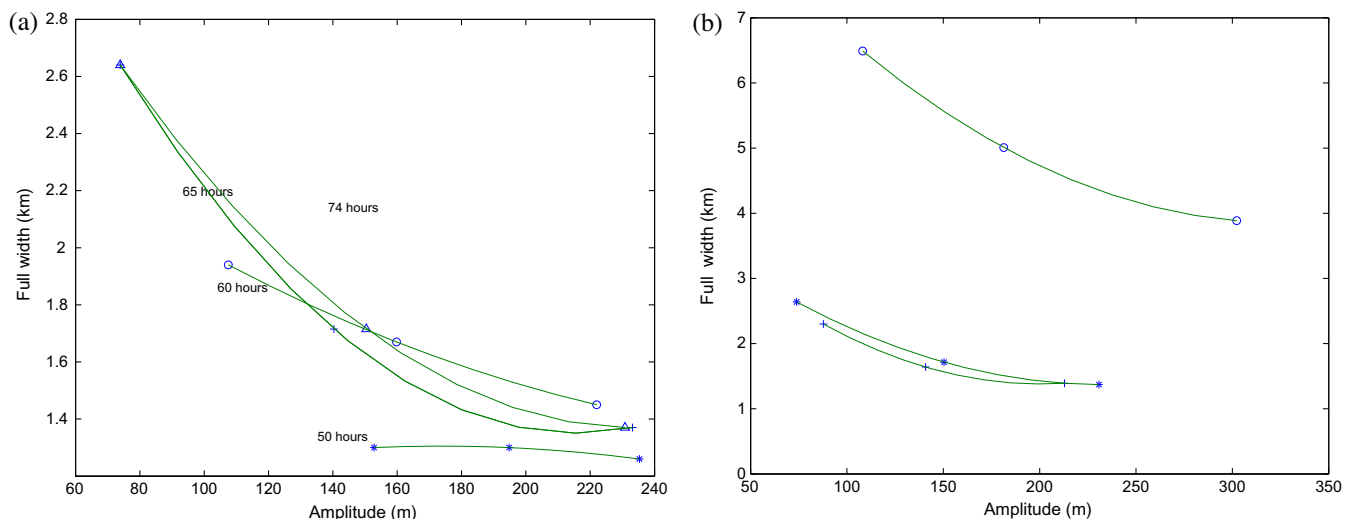 (a)
2.8
2.6
2.4
2.2
2
1.8
1.6
1.4
Full width (km)
65 hours
74 hours
60 hours
50 hours
60 80 100 120 140 160 180 200 220 240
Amplitude (m)
(b)
7
6
5
4
3
2
1
0
Full width (km)
50 100 150 200 250 300 350
Amplitude (m)